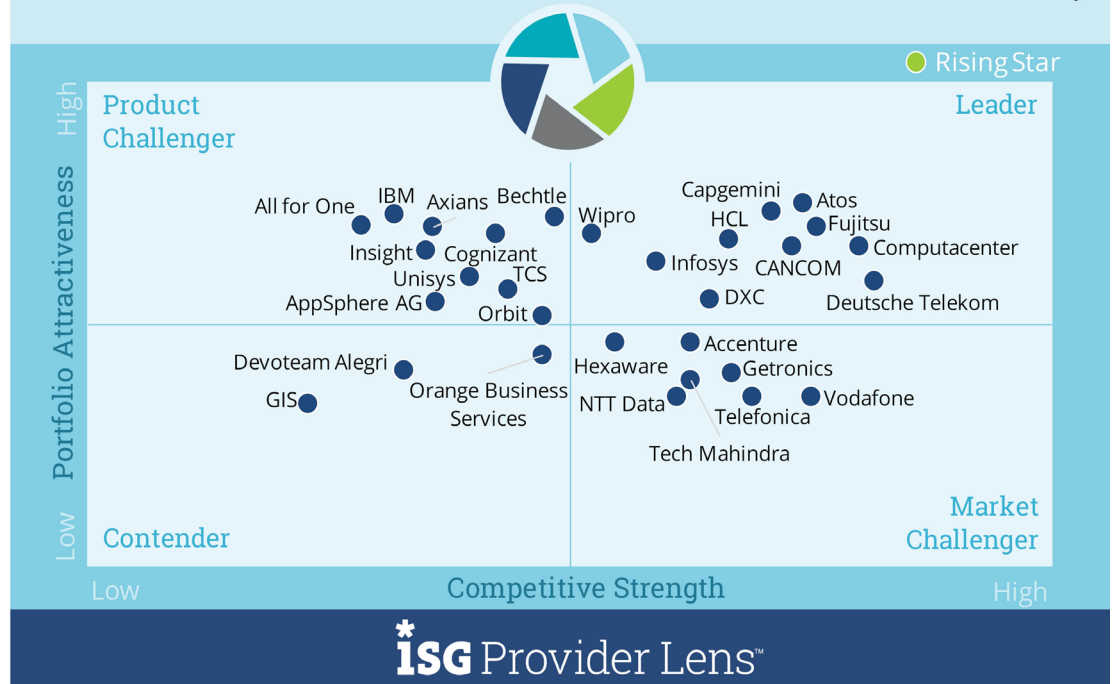 Rising Star
High
Product
Challenger
Leader
Portfolio Attractiveness
All for One
IBM
Axians
Bechtle
Wipro
Capgemini
Atos
HCL
Fujitsu
Insight
Cognizant
Infosys
CANCOM
Computacenter
Unisys
TCS
AppSphere AG
Orbit
DXC
Deutsche Telekom
Devoteam Alegri
GIS
Orange Business
Services
Hexaware
Accenture
Getronics
NTT Data
Telefonica
Vodafone
Tech Mahindra
Low
Contender
Market
Challenger
Low
Competitive Strength
High
*ISG Provider Lens™